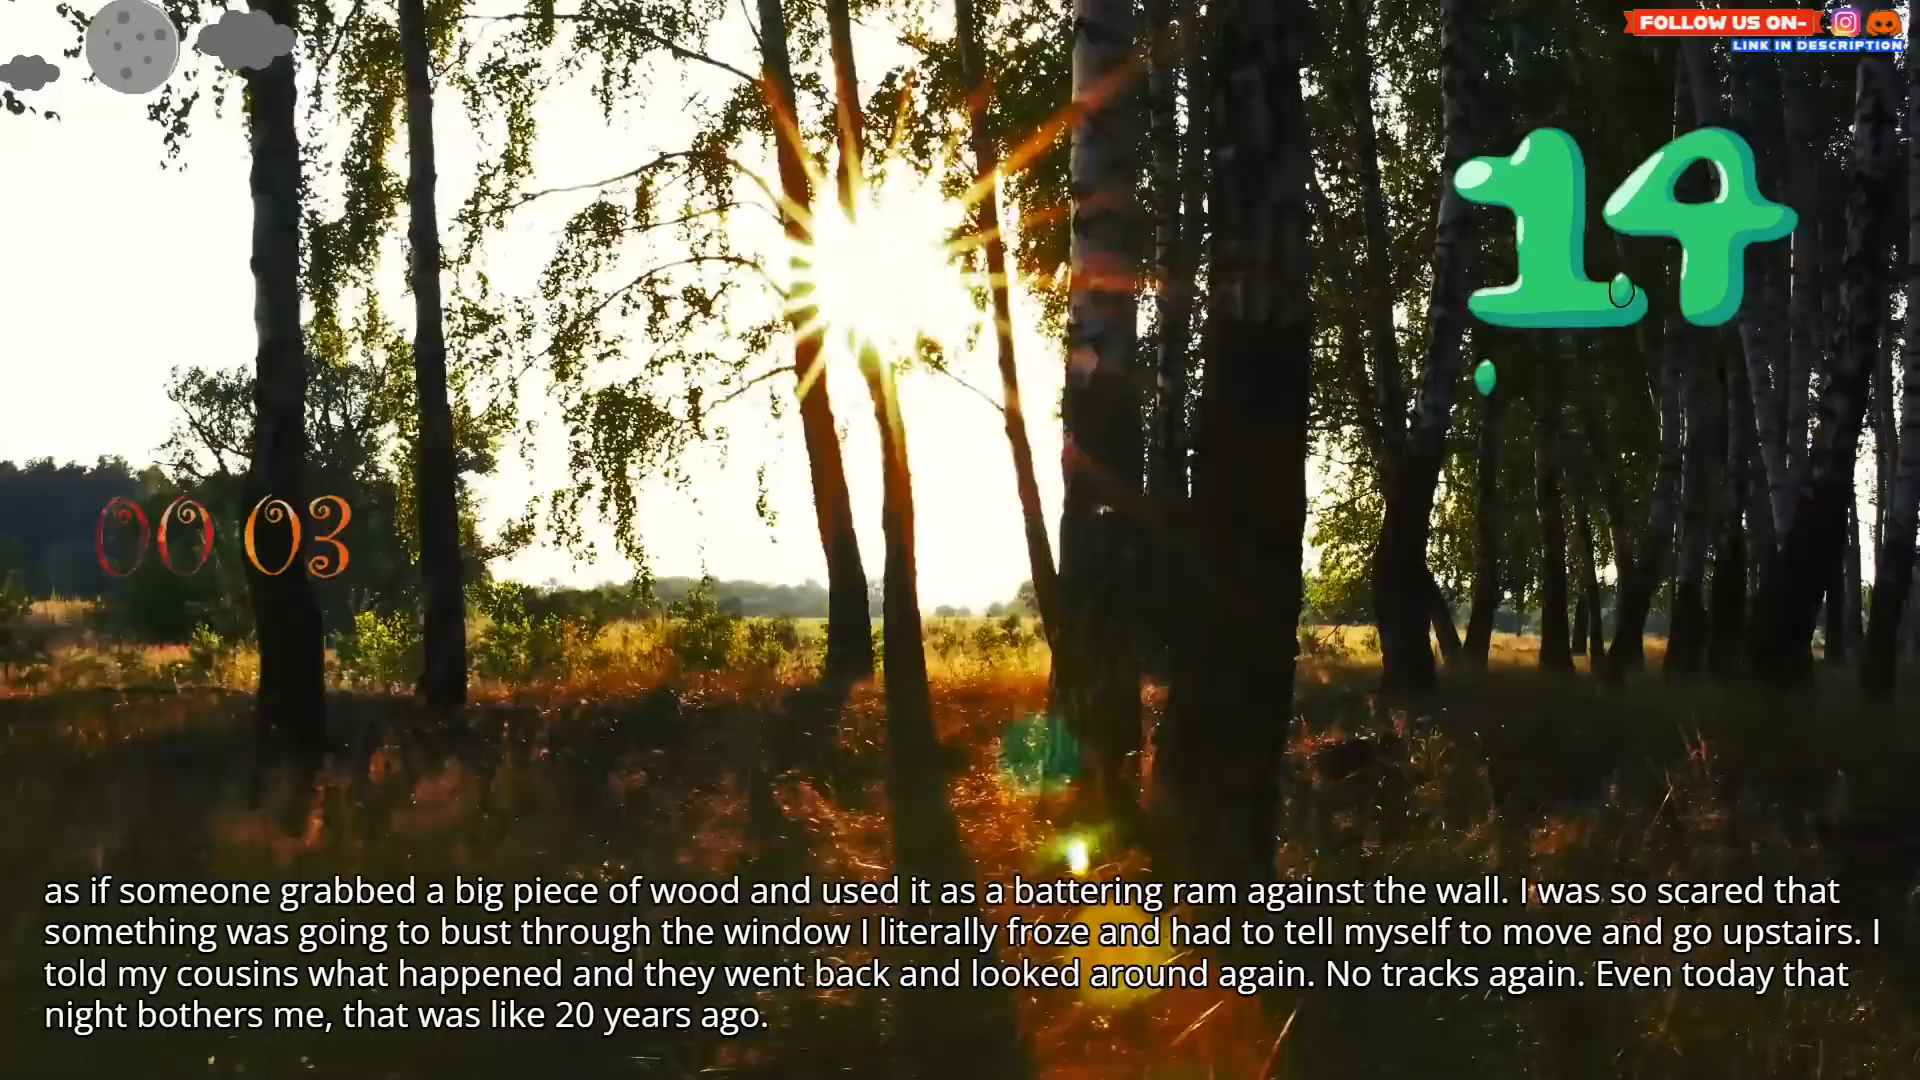 FOLLOW US ON-
LINK IN DESCRIPTION
14
00 03
as if someone grabbed a big piece of wood and used it as a battering ram against the wall. I was so scared that
something was going to bust through the window I literally froze and had to tell myself to move and go upstairs. I
told my cousins what happened and they went back and looked around again. No tracks again. Even today that
night bothers me, that was like 20 years ago.